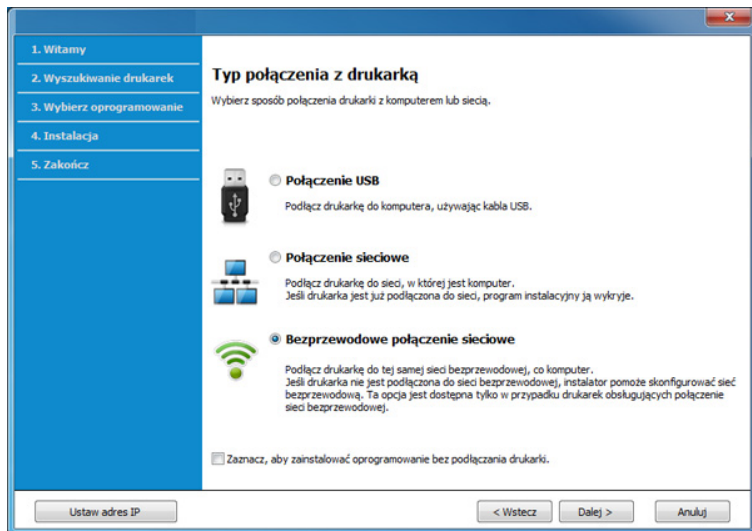 1. Witamy
2. Wyszukiwanie drukarek
3. Wybierz oprogramowanie
4. Instalacja
5. Zakończ
Typ połączenia z drukarką
Wybierz sposób połączenia drukarki z komputerem lub siecią.
Połączenie USB
Podłącz drukarkę do komputera, używając kabla USB.
Połączenie sieciowe
Podłącz drukarkę do sieci, w której jest komputer.
Jeśli drukarka jest już podłączona do sieci, program instalacyjny ją wykryje.
Bezprzewodowe połączenie sieciowe
Podłącz drukarkę do tej samej sieci bezprzewodowej, co komputer.
Jeśli drukarka nie jest podłączona do sieci bezprzewodowej, instalator pomoże skonfigurować sieć
bezprzewodową. Ta opcja jest dostępna tylko w przypadku drukarek obsługujących połączenie
sieci bezprzewodowej.
Zaznacz, aby zainstalować oprogramowanie bez podłączania drukarki.
Ustaw adres IP
< Wstecz
Dalej >
Anuluj